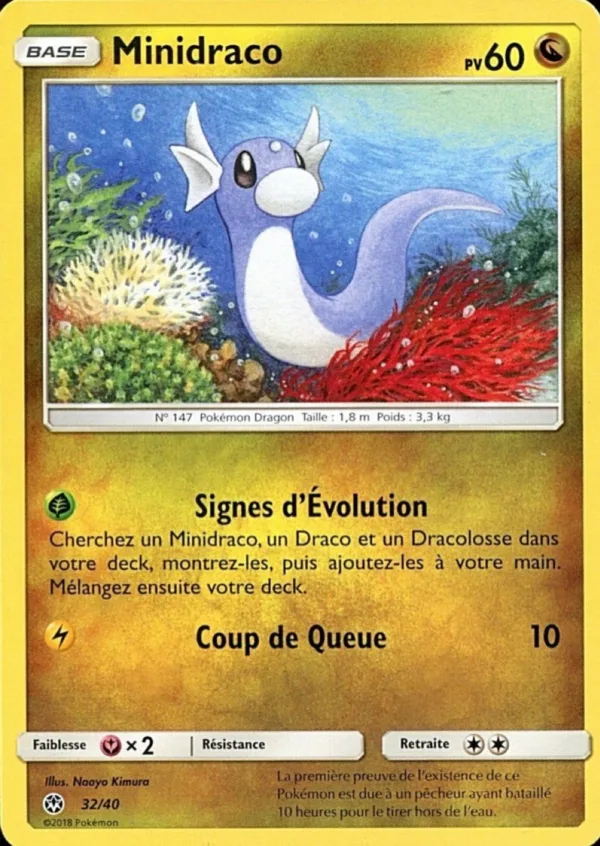 BASE Minidraco PV60
N° 147 Pokémon Dragon Taille : 1,8 m Poids : 3,3 kg
Signes d'Évolution
Cherchez un Minidraco, un Draco et un Dracolosse dans
votre deck, montrez-les, puis ajoutez-les à votre main.
Mélangez ensuite votre deck.
Coup de Queue 10
Faiblesse × 2 Résistance Retraite
Illus. Naoyo Kimura
32/40
©2018 Pokémon
La première preuve de l'existence de ce
Pokémon est due à un pêcheur ayant bataillé
10 heures pour le tirer hors de l'eau.